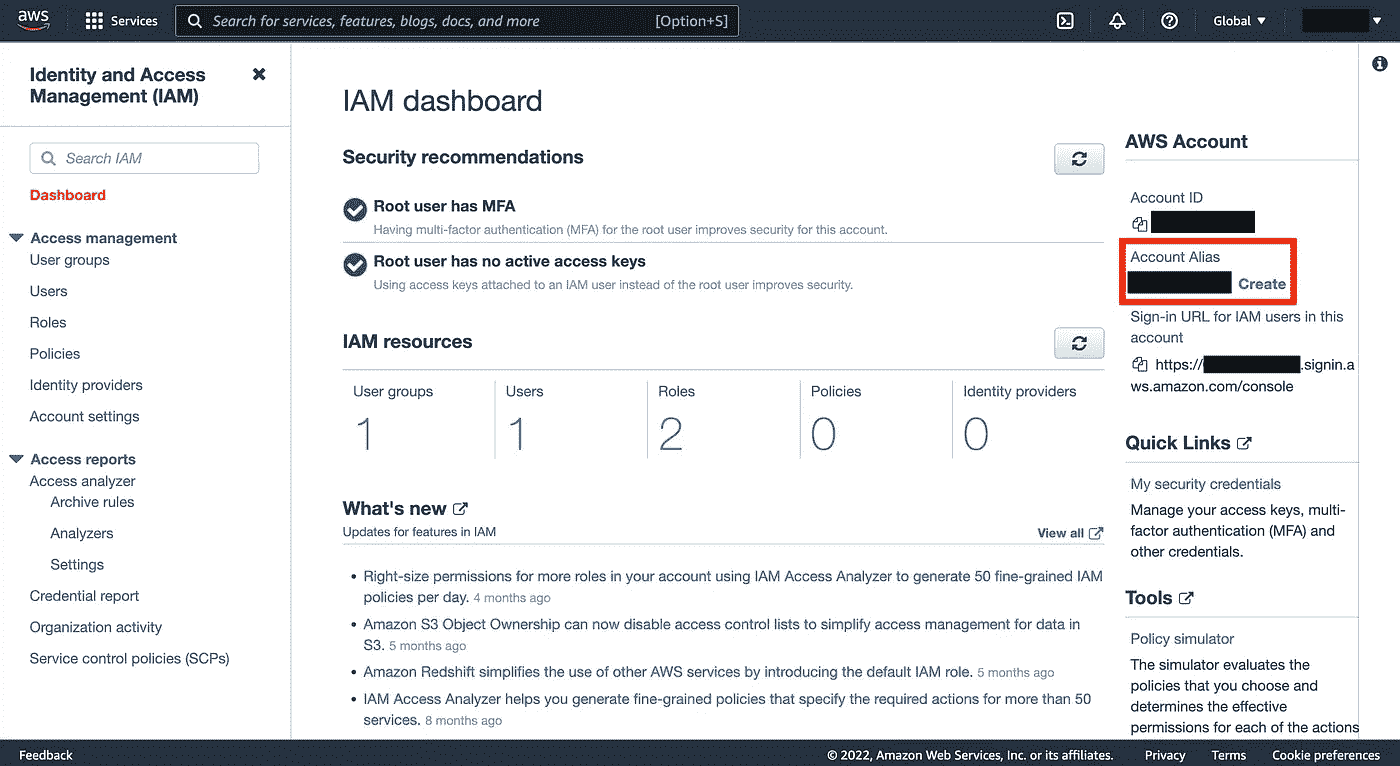 aws
Services
Search for services, features, blogs, docs, and more
[Option+S]
Global
Identity and Access
Management (IAM)
Search IAM
Dashboard
Access management
User groups
Users
Roles
Policies
Identity providers
Account settings
Access reports
Access analyzer
Archive rules
Analyzers
Settings
Credential report
Organization activity
Service control policies (SCPs)
IAM dashboard
Security recommendations
Root user has MFA
Having multi-factor authentication (MFA) for the root user improves security for this account.
Root user has no active access keys
Using access keys attached to an IAM user instead of the root user improves security.
IAM resources
User groups
1
Users
1
Roles
2
Policies
0
Identity providers
0
What's new
Updates for features in IAM
View all
• Right-size permissions for more roles in your account using IAM Access Analyzer to generate 50 fine-grained IAM
policies per day. 4 months ago
• Amazon S3 Object Ownership can now disable access control lists to simplify access management for data in
S3. 5 months ago
• Amazon Redshift simplifies the use of other AWS services by introducing the default IAM role. 5 months ago
• IAM Access Analyzer helps you generate fine-grained policies that specify the required actions for more than 50
services. 8 months ago
AWS Account
Account ID
Account Alias
Create
Sign-in URL for IAM users in this
account
https:// .signin.a
ws.amazon.com/console
Quick Links
My security credentials
Manage your access keys, multi-
factor authentication (MFA) and
other credentials.
Tools
Policy simulator
The simulator evaluates the
policies that you choose and
determines the effective
permissions for each of the actions
Feedback
© 2022, Amazon Web Services, Inc. or its affiliates.
Privacy
Terms
Cookie preferences